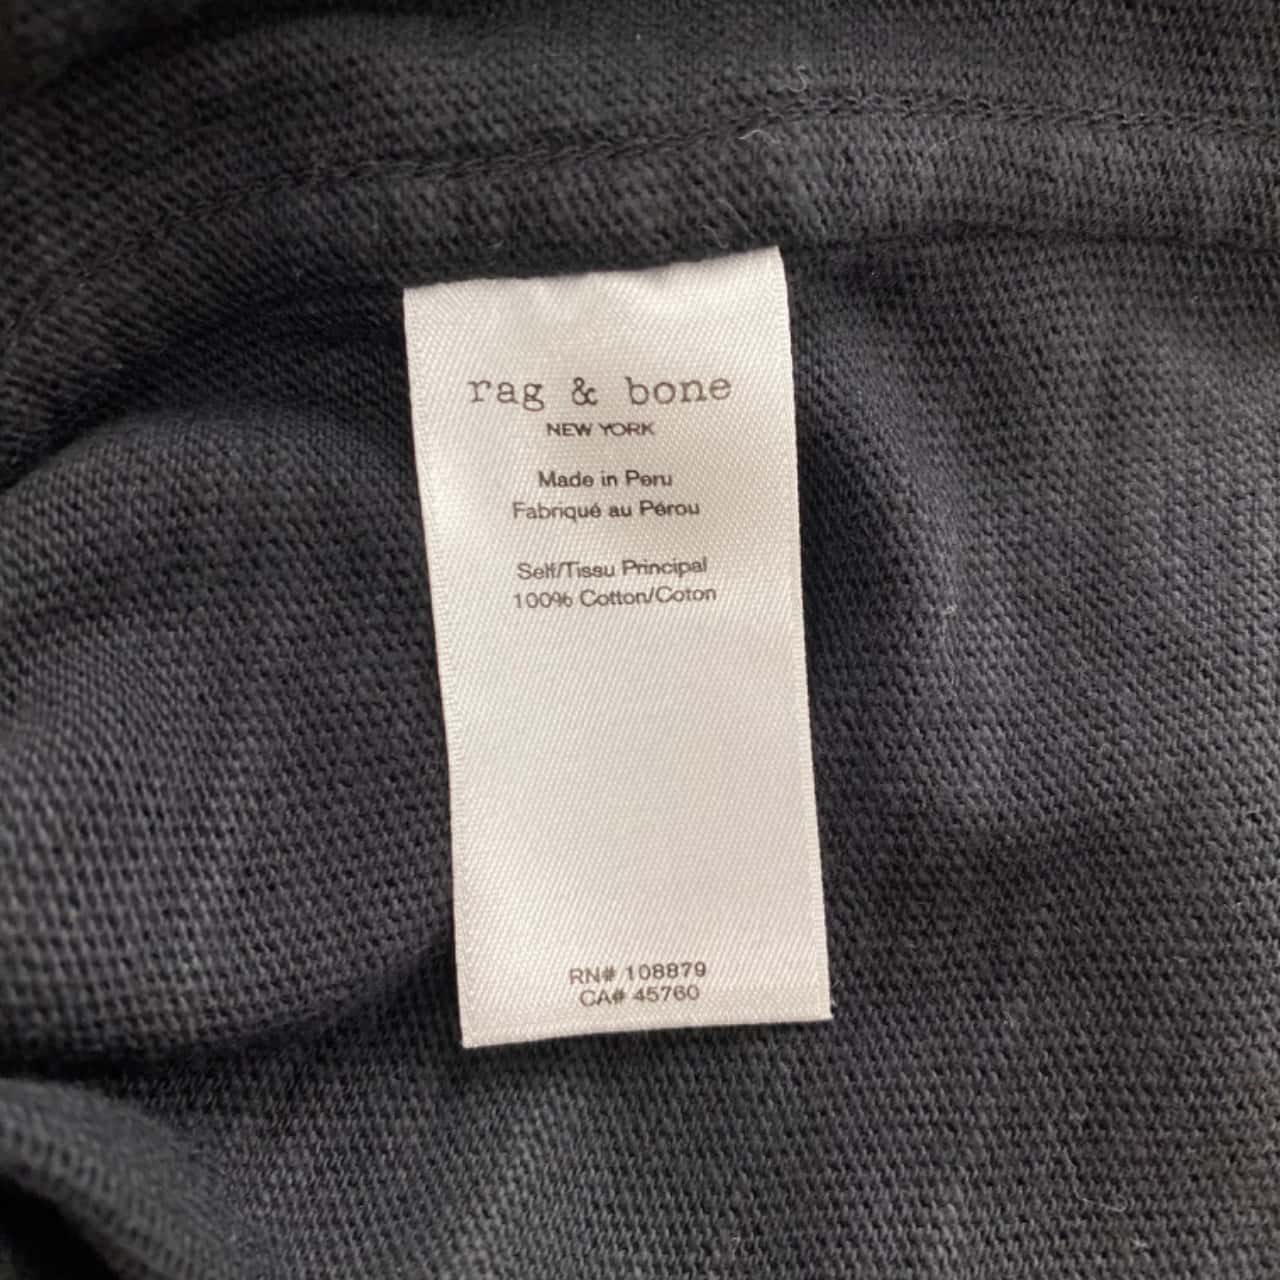 rag & bone
NEW YORK
Made in Peru
Fabriqué au Pérou
Self/Tissu Principal
100% Cotton/Coton
RN# 108879
CA# 45760